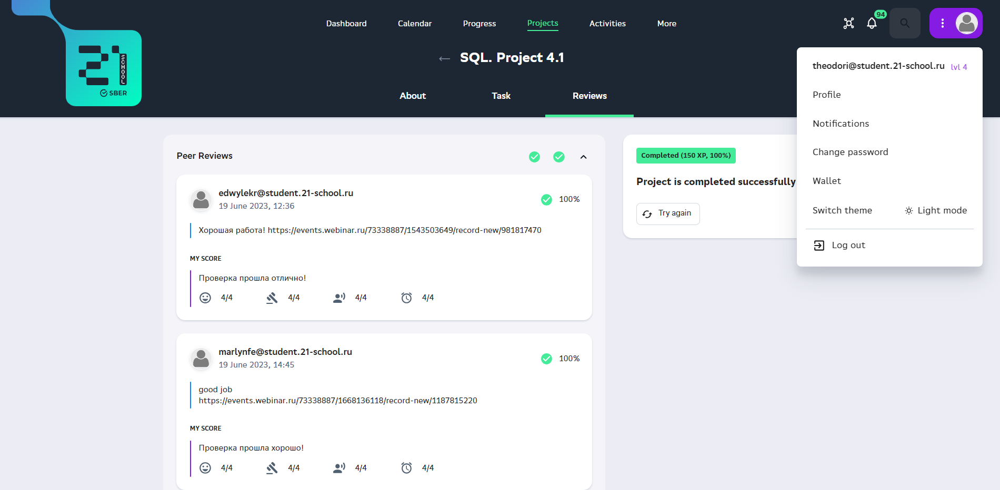 Dashboard
Calendar
Progress
Projects
Activities
More
94
21
SCHOOL
SBER
← SQL. Project 4.1
About
Task
Reviews
theodori@student.21-school.ru lvl 4
Profile
Notifications
Change password
Wallet
Switch theme Light mode
Log out
Peer Reviews
edwylekr@student.21-school.ru
19 June 2023, 12:36
100%
Хорошая работа! https://events.webinar.ru/73338887/1543503649/record-new/981817470
MY SCORE
Проверка прошла отлично!
4/4 4/4 4/4 4/4
marlynfe@student.21-school.ru
19 June 2023, 14:45
100%
good job
https://events.webinar.ru/73338887/1668136118/record-new/1187815220
MY SCORE
Проверка прошла хорошо!
4/4 4/4 4/4 4/4
Completed (150 XP, 100%)
Project is completed successfully
Try again